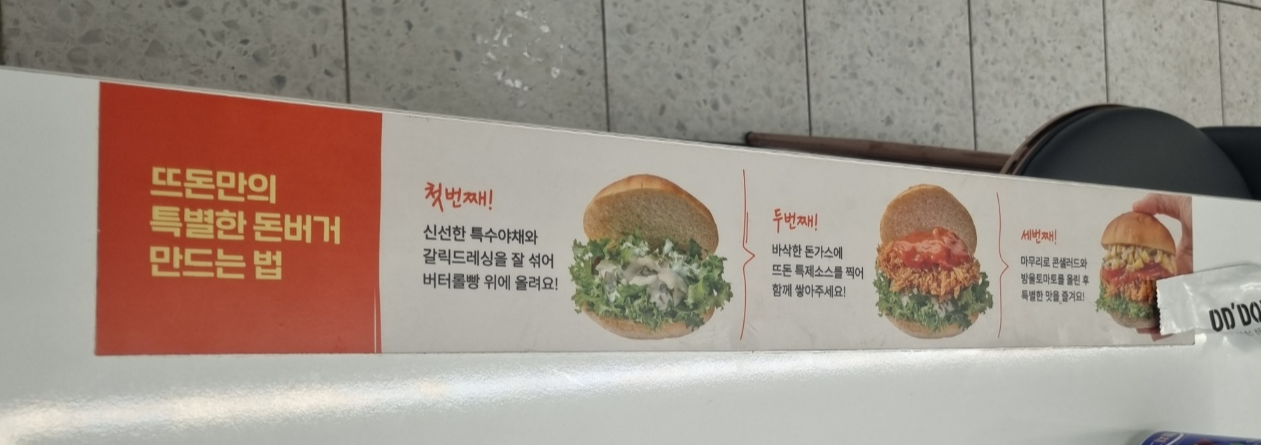 뜨돈만의
특별한 돈버거
만드는 법
첫번째!
신선한 특수야채와
갈릭드레싱을 잘 섞어
버터롤빵 위에 올려요!
두번째!
바삭한 돈가스에
뜨돈 특제소스를 찍어
함께 쌓아주세요!
세번째!
마무리로 콘샐러드와
방울토마토를 올린 후
특별한 맛을 즐겨요!